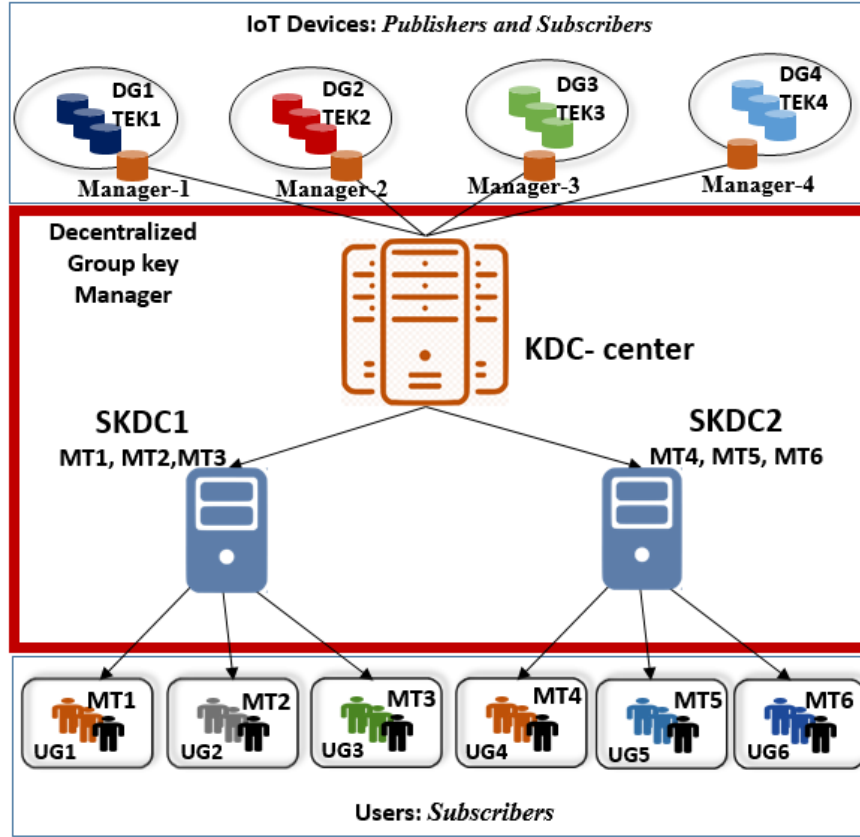 IoT Devices: Publishers and Subscribers
DG1
TEK1
DG2
TEK2
DG3
TEK3
DG4
TEK4
Manager-1
Manager-2
Manager-3
Manager-4
Decentralized
Group key
Manager
KDC- center
SKDC1
MT1, MT2,MT3
SKDC2
MT4, MT5, MT6
MT1
UG1
MT2
UG2
MT3
UG3
MT4
UG4
MT5
UG5
MT6
UG6
Users: Subscribers